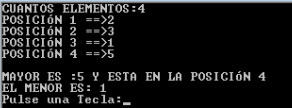 CUANTOS ELEMENTOS:4
POSICIóN 1 ==>2
POSICIóN 2 ==>3
POSICIóN 3 ==>1
POSICIóN 4 ==>5
MAYOR ES :5 Y ESTA EN LA POSICIóN 4
EL MENOR ES: 1
Pulse una Tecla: